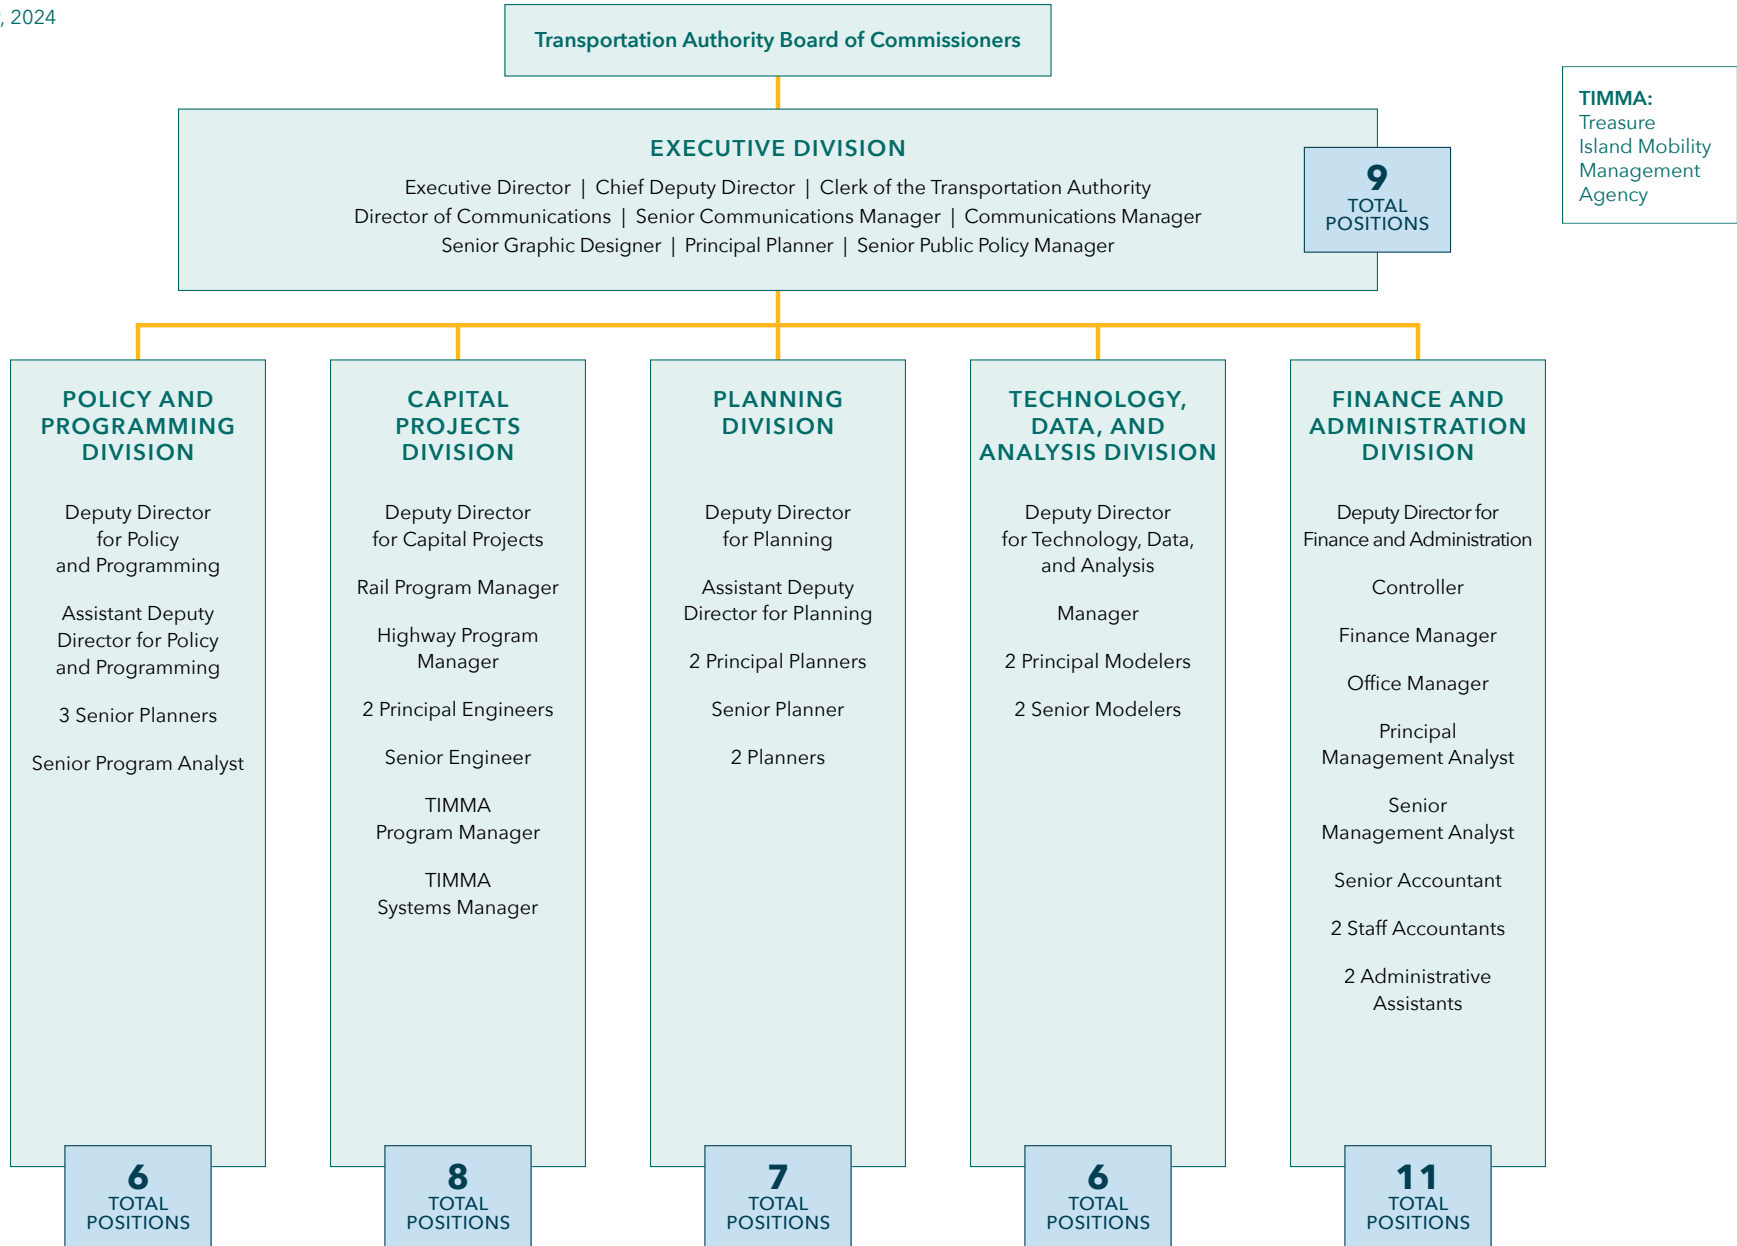 , 2024
Transportation Authority Board of Commissioners
TIMMA:
Treasure
Island Mobility
Management
Agency
EXECUTIVE DIVISION
Executive Director | Chief Deputy Director | Clerk of the Transportation Authority
Director of Communications | Senior Communications Manager | Communications Manager
Senior Graphic Designer | Principal Planner | Senior Public Policy Manager
9
TOTAL
POSITIONS
POLICY AND
PROGRAMMING
DIVISION
Deputy Director
for Policy
and Programming
Assistant Deputy
Director for Policy
and Programming
3 Senior Planners
Senior Program Analyst
6
TOTAL
POSITIONS
CAPITAL
PROJECTS
DIVISION
Deputy Director
for Capital Projects
Rail Program Manager
Highway Program
Manager
2 Principal Engineers
Senior Engineer
TIMMA
Program Manager
TIMMA
Systems Manager
8
TOTAL
POSITIONS
PLANNING
DIVISION
Deputy Director
for Planning
Assistant Deputy
Director for Planning
2 Principal Planners
Senior Planner
2 Planners
7
TOTAL
POSITIONS
TECHNOLOGY,
DATA, AND
ANALYSIS DIVISION
Deputy Director
for Technology, Data,
and Analysis
Manager
2 Principal Modelers
2 Senior Modelers
6
TOTAL
POSITIONS
FINANCE AND
ADMINISTRATION
DIVISION
Deputy Director for
Finance and Administration
Controller
Finance Manager
Office Manager
Principal
Management Analyst
Senior
Management Analyst
Senior Accountant
2 Staff Accountants
2 Administrative
Assistants
11
TOTAL
POSITIONS